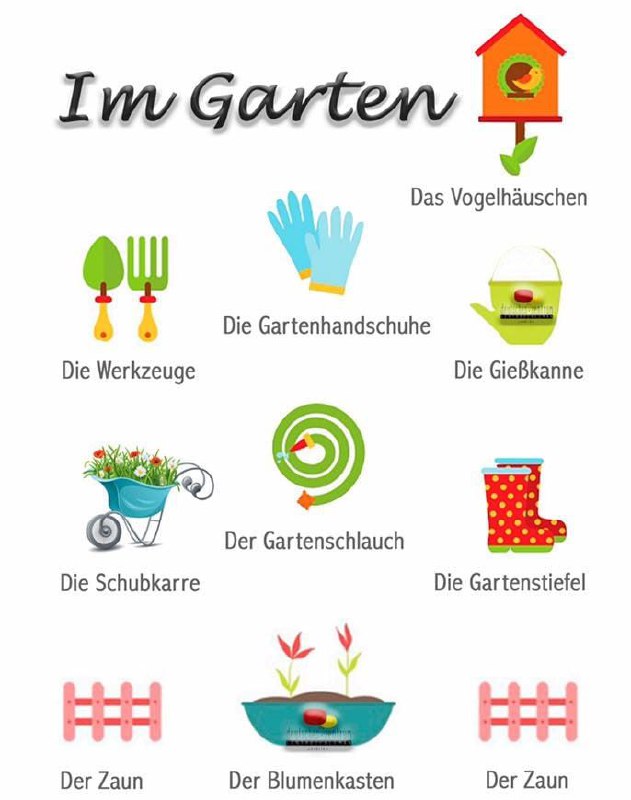 Im Garten
Das Vogelhäuschen
Die Gartenhandschuhe
Die Werkzeuge
Die Gießkanne
Der Gartenschlauch
Die Schubkarre
Die Gartenstiefel
Der Zaun
Der Blumenkasten
Der Zaun